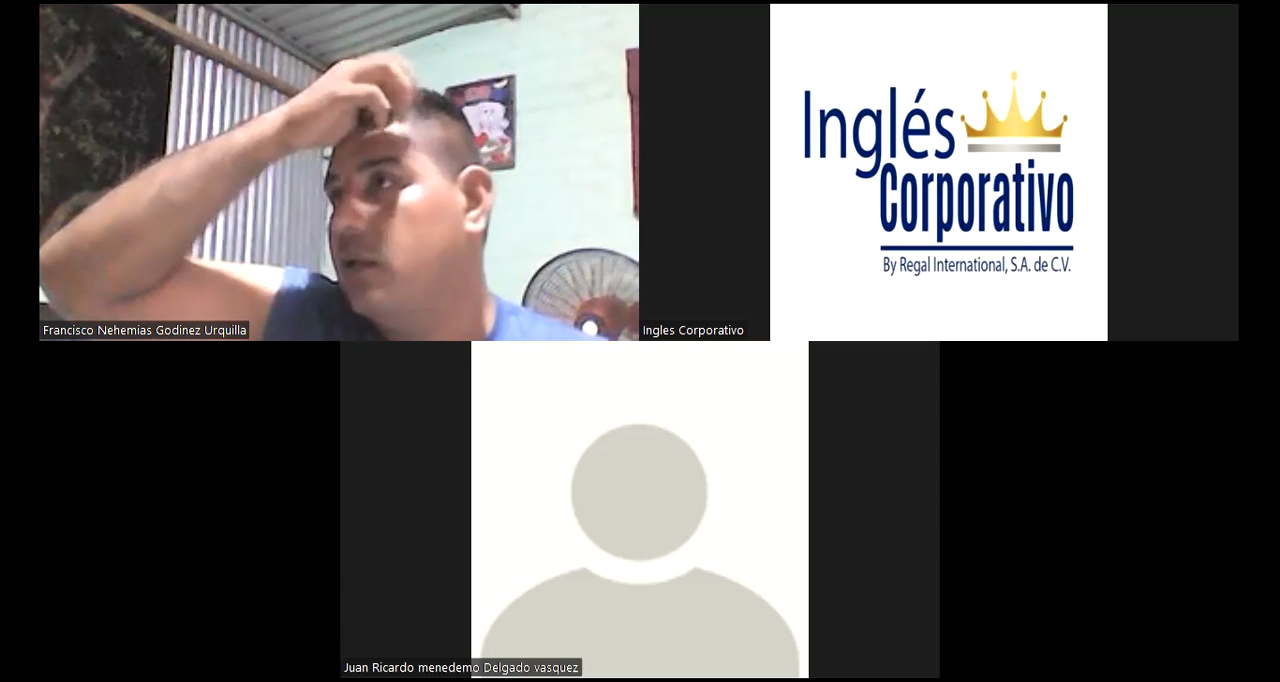 Inglés
Corporativo
By Regal International, S.A. de C.V.
Francisco Nehemias Godinez Urquilla
Ingles Corporativo
Juan Ricardo menedemo Delgado vasquez